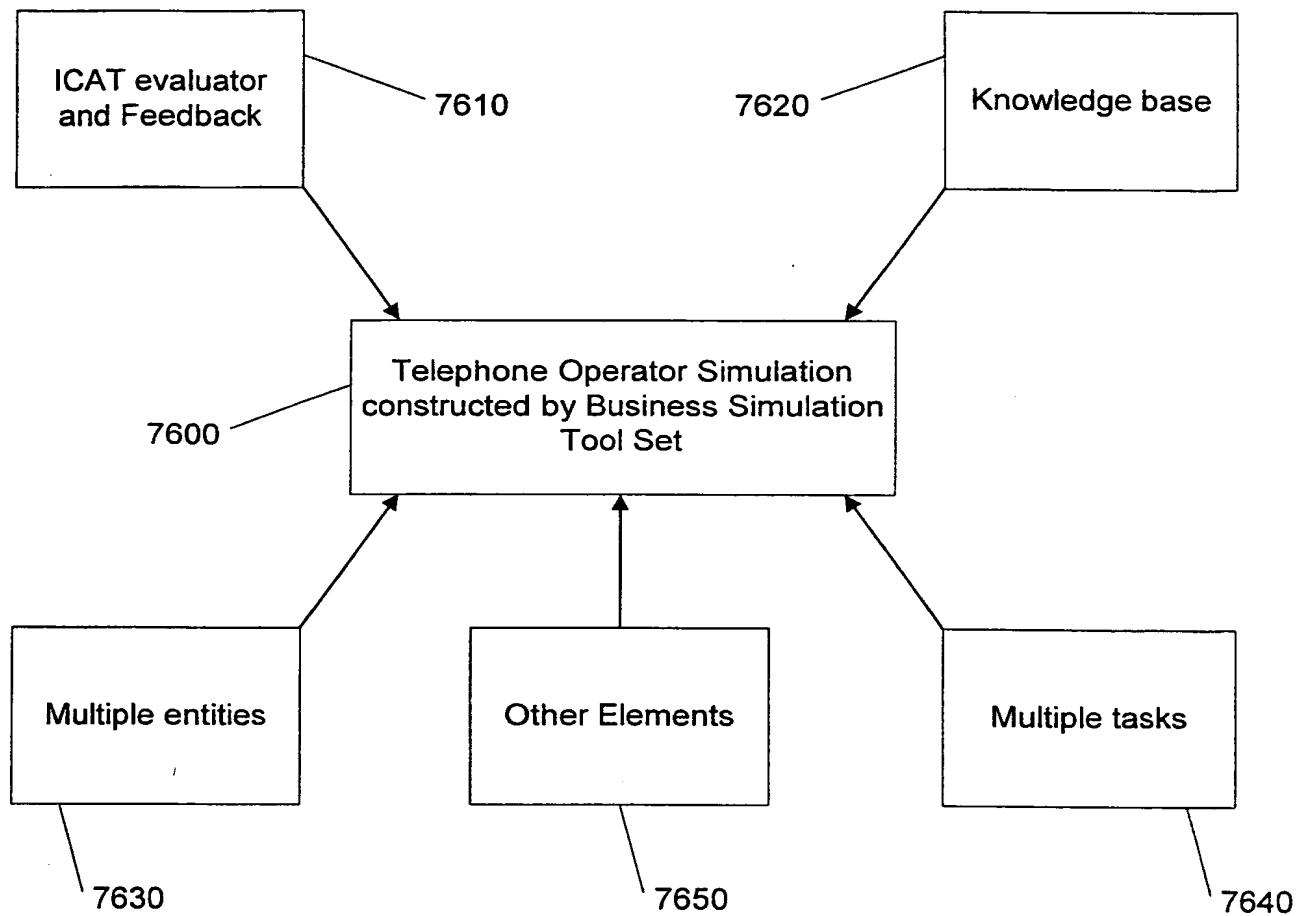 ICAT evaluator
and Feedback
7610
7620
Knowledge base
Telephone Operator Simulation
constructed by Business Simulation
Tool Set
7600
Multiple entities
Other Elements
Multiple tasks
7630
7650
7640